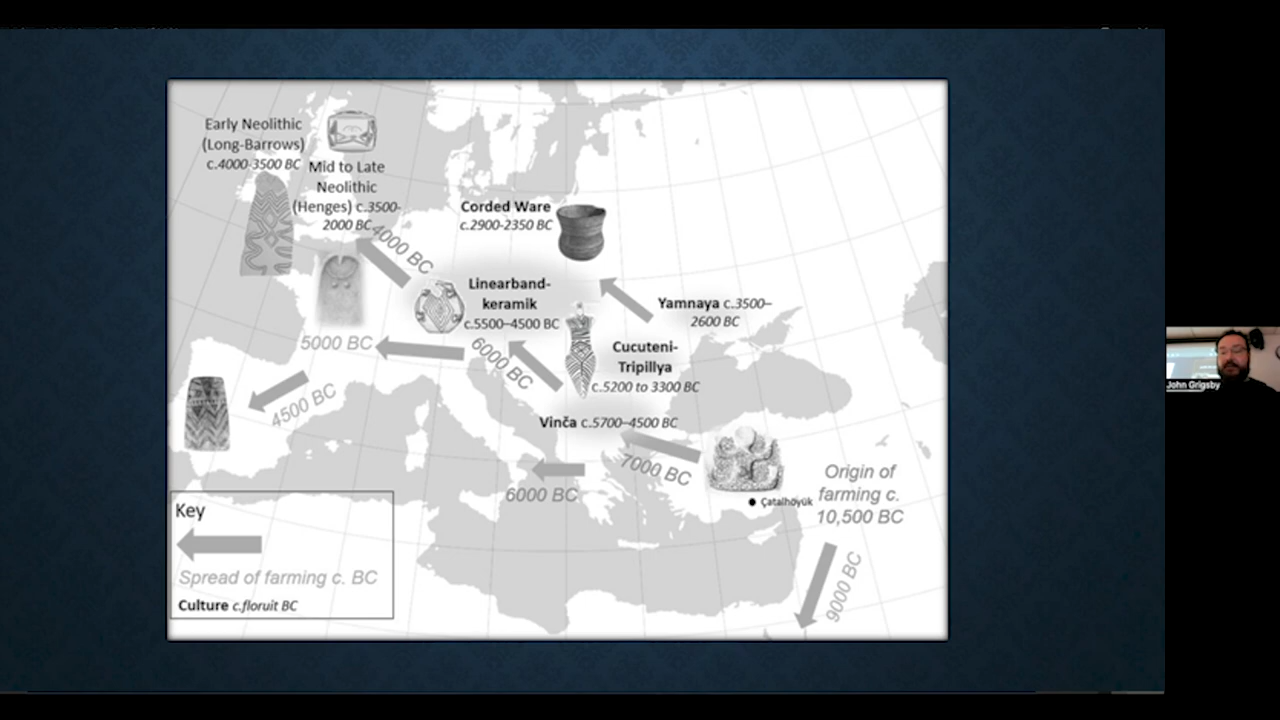 Early Neolithic
(Long-Barrows)
c.4000-3500 BC
Mid to Late
Neolithic
(Henges) c.3500-
2000 BC
4000 BC
Corded Ware
c.2900-2350 BC
Linearband-
keramik
c.5500–4500 BC
Yamnaya c.3500–
2600 BC
5000 BC
6000 BC
Cucuteni-
Tripillya
c.5200 to 3300 BC
4500 BC
Vinča c.5700–4500 BC
7000 BC
6000 BC
Çatalhöyük
Origin of
farming c.
10,500 BC
9000 BC
Key
Spread of farming c. BC
Culture c.floruit BC
John Grigsby